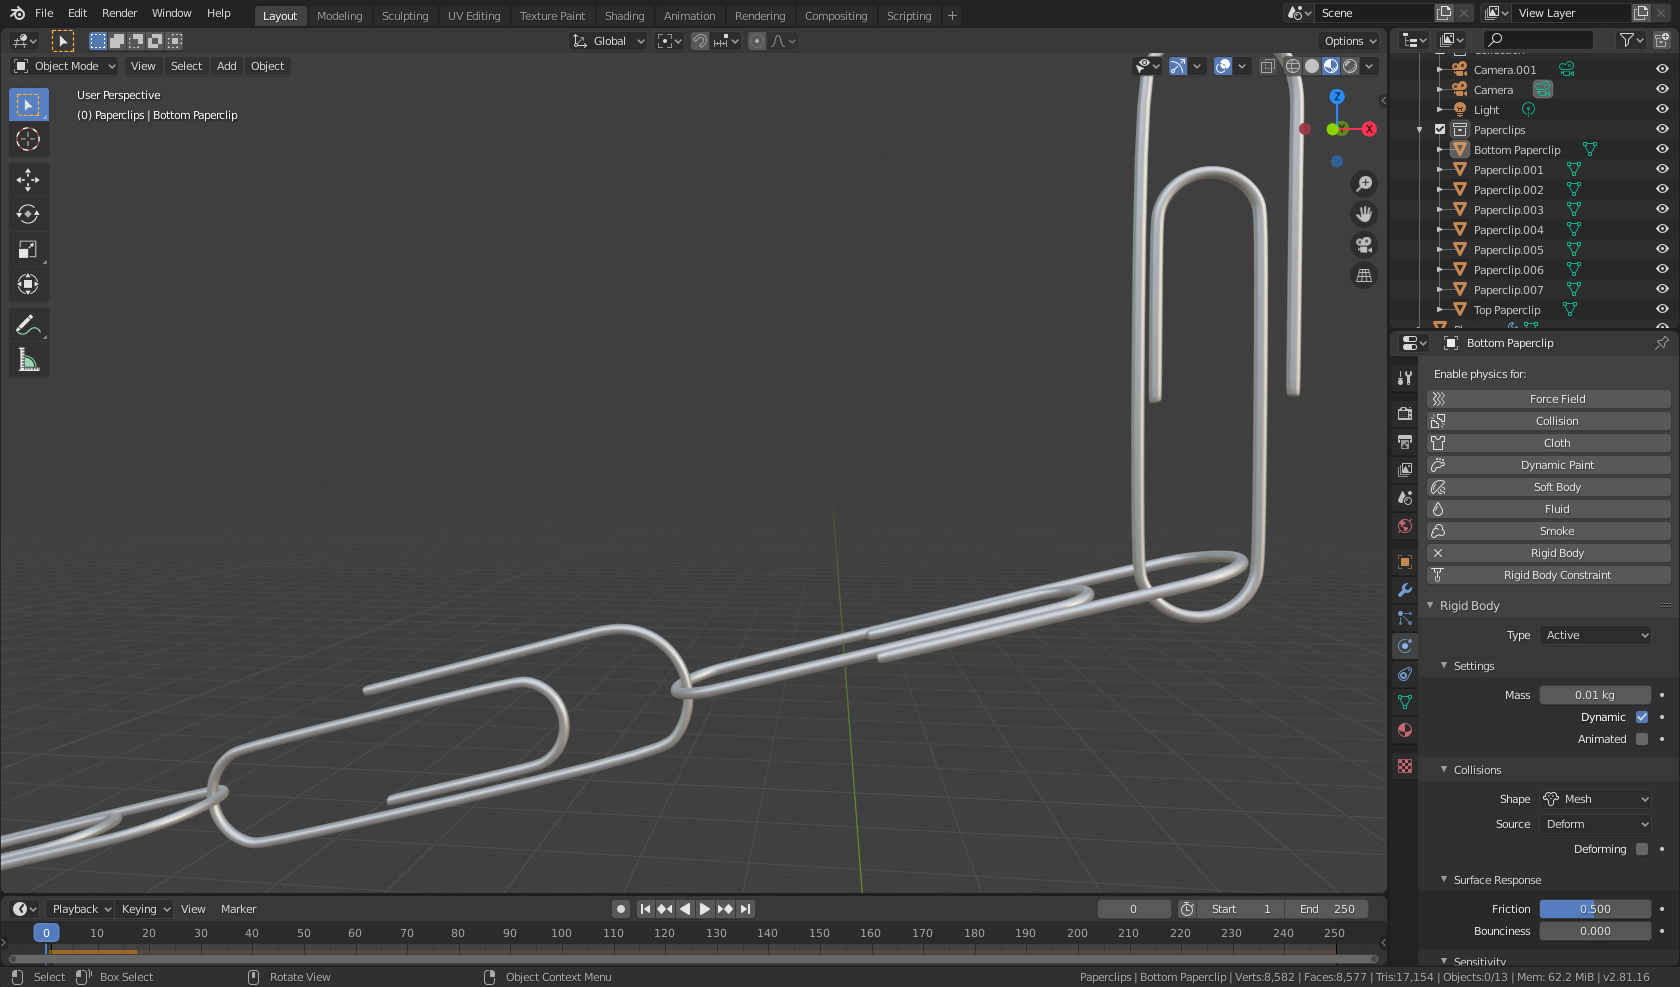 File Edit Render Window Help
Layout Modeling Sculpting UV Editing Texture Paint Shading Animation Rendering Compositing Scripting +
Scene
View Layer
Global
Options
Object Mode View Select Add Object
User Perspective
(0) Paperclips | Bottom Paperclip
Z
X
Camera.001
Camera
Light
Paperclips
Bottom Paperclip
Paperclip.001
Paperclip.002
Paperclip.003
Paperclip.004
Paperclip.005
Paperclip.006
Paperclip.007
Top Paperclip
Bottom Paperclip
Enable physics for:
Force Field
Collision
Cloth
Dynamic Paint
Soft Body
Fluid
Smoke
Rigid Body
Rigid Body Constraint
Rigid Body
Type Active
Settings
Mass 0.01 kg
Dynamic
Animated
Collisions
Shape Mesh
Source Deform
Deforming
Surface Response
Friction 0.500
Bounciness 0.000
Sensitivity
Playback Keying View Marker
0 Start 1 End 250
0 10 20 30 40 50 60 70 80 90 100 110 120 130 140 150 160 170 180 190 200 210 220 230 240 250
Select Box Select Rotate View Object Context Menu
Paperclips | Bottom Paperclip | Verts:8,582 | Faces:8,577 | Tris:17,154 | Objects:0/13 | Mem: 62.2 MiB | v2.81.16